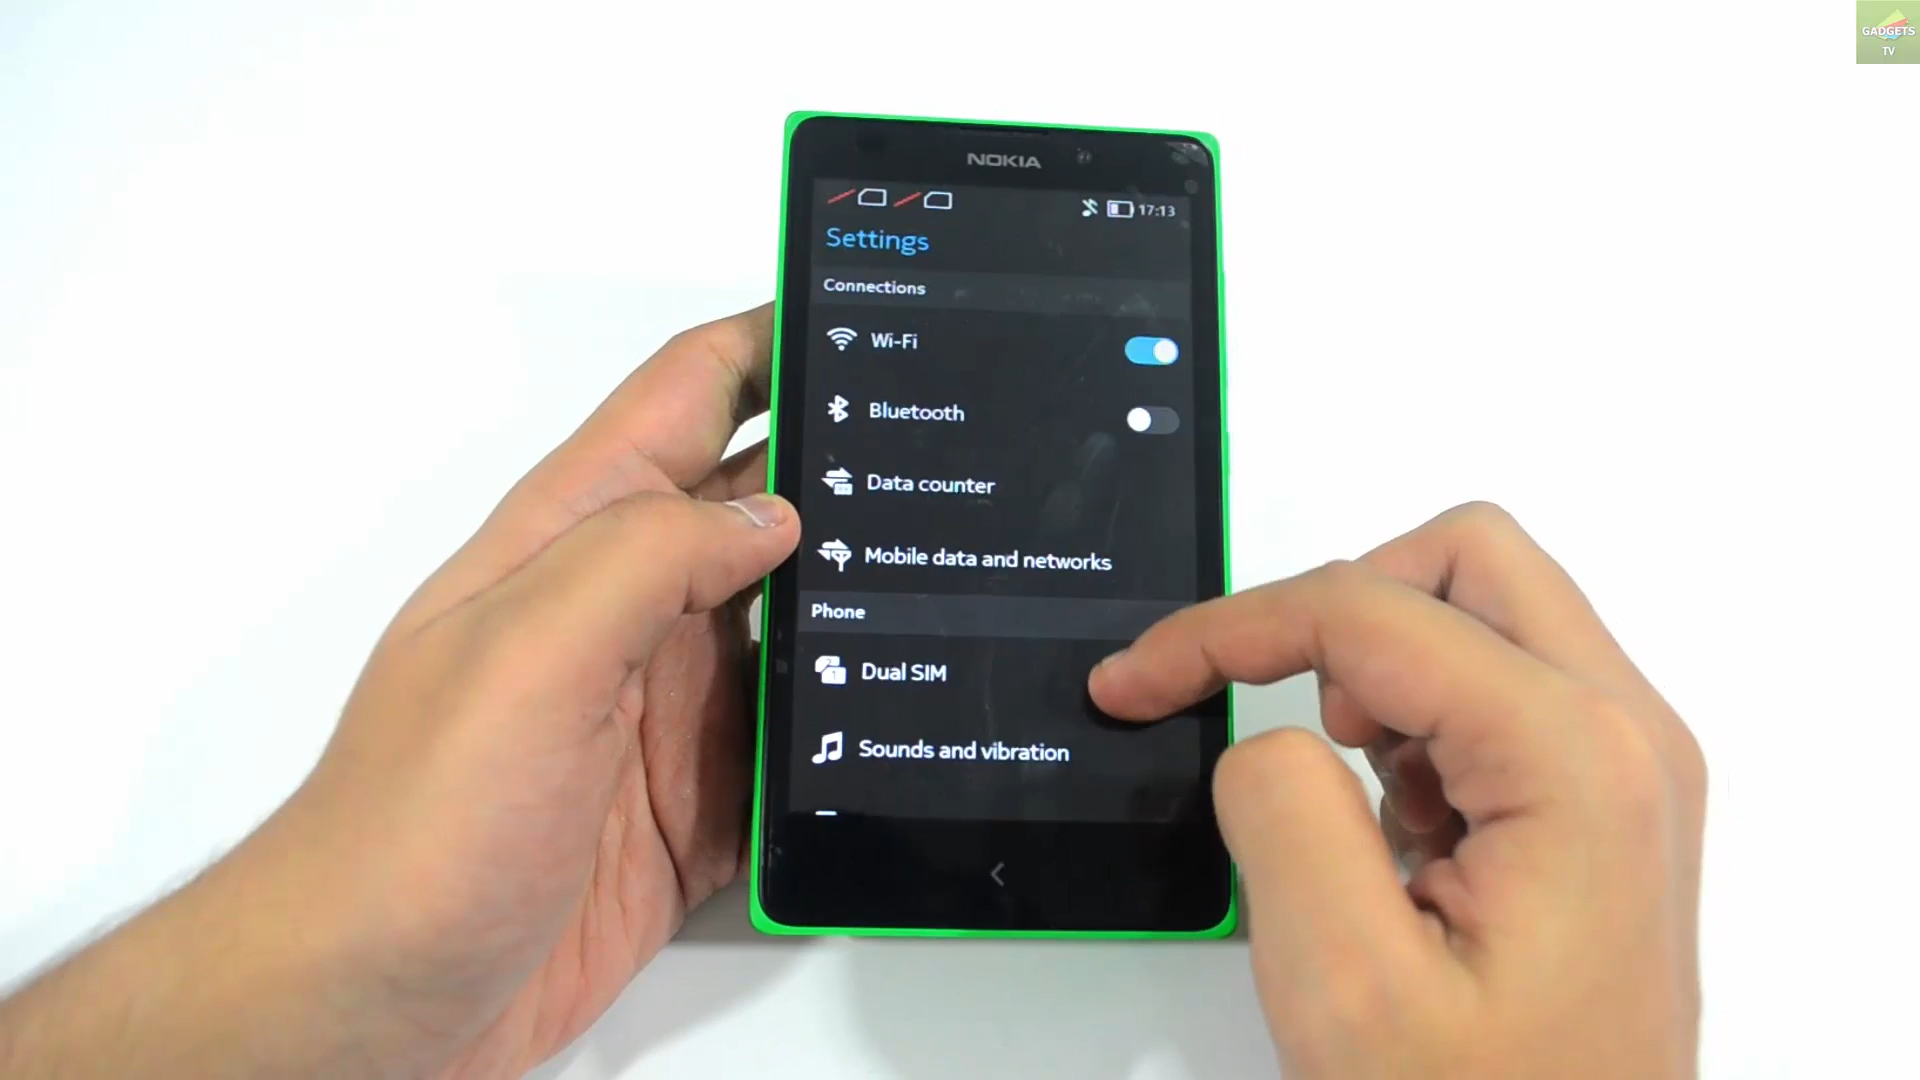 GADGETS
TV
NOKIA
17:13
Settings
Connections
Wi-Fi
Bluetooth
Data counter
Mobile data and networks
Phone
Dual SIM
Sounds and vibration